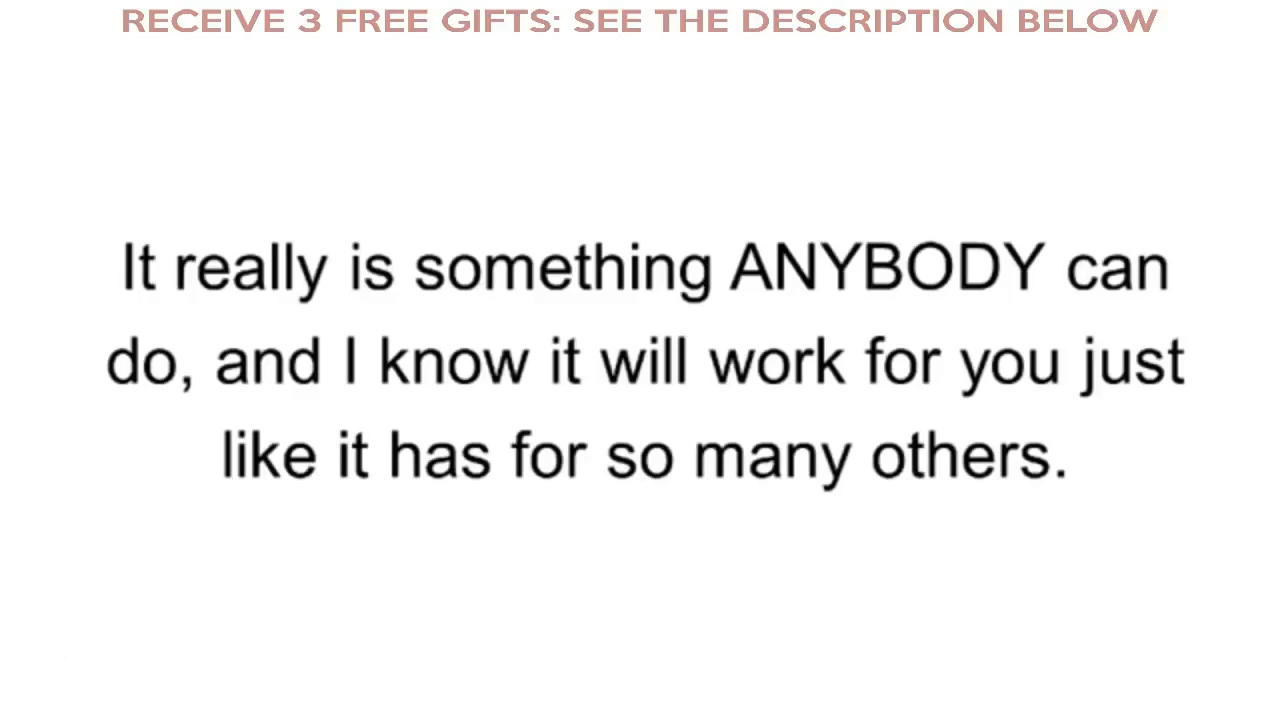 RECEIVE 3 FREE GIFTS: SEE THE DESCRIPTION BELOW
It really is something ANYBODY can
do, and I know it will work for you just
like it has for so many others.